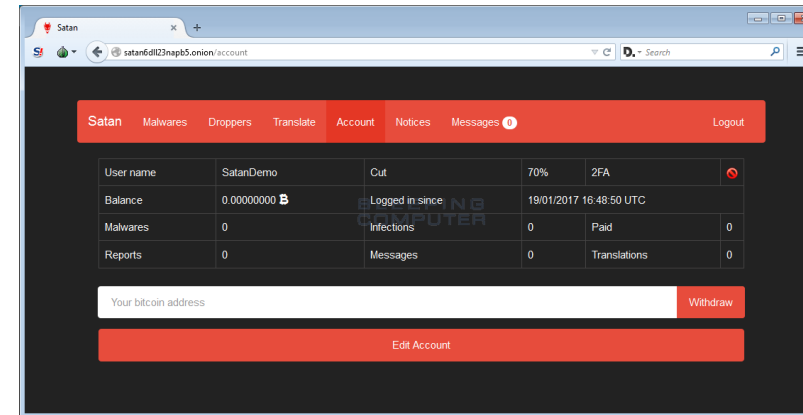 Satan
satan6dll23napb5.onion/account
Search
Satan Malwares Droppers Translate Account Notices Messages 0 Logout
User name SatanDemo Cut 70% 2FA
Balance 0.00000000 Logged in since 19/01/2017 16:48:50 UTC
BLEEPING
COMPUTER
Malwares 0 Infections 0 Paid 0
Reports 0 Messages 0 Translations 0
Your bitcoin address Withdraw
Edit Account